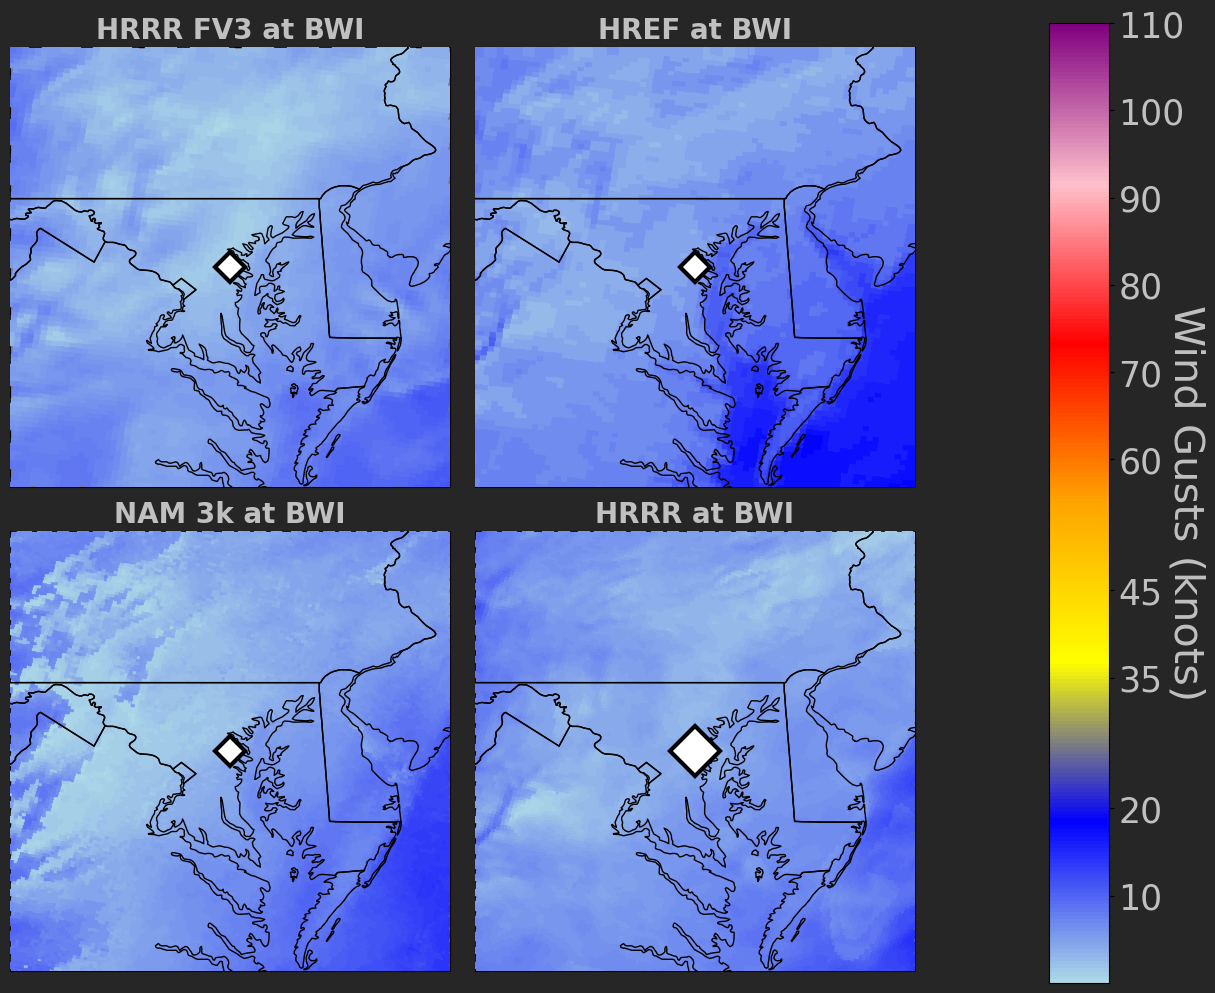 HRRR FV3 at BWI
HREF at BWI
NAM 3k at BWI
HRRR at BWI
110
100
90
80
70
60
45
35
20
10
Wind Gusts (knots)